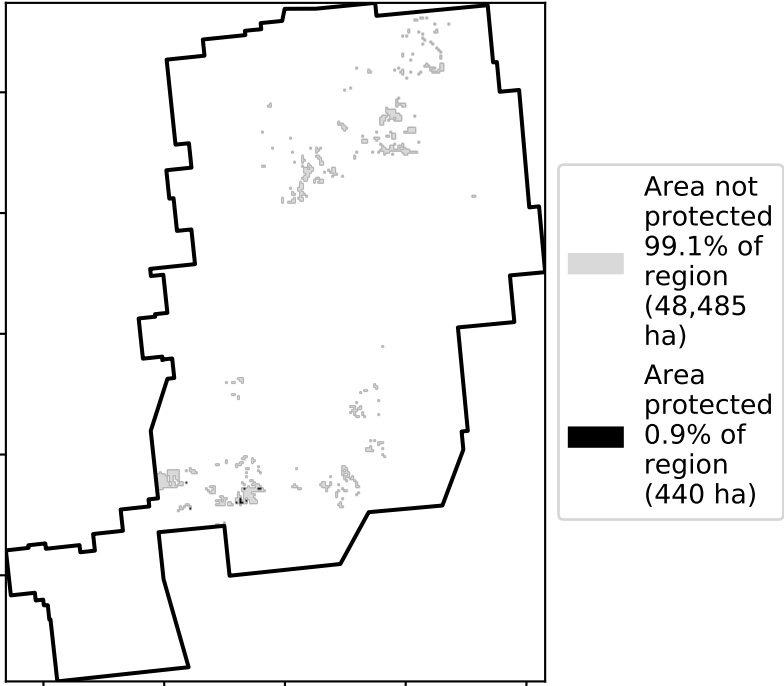 Area not
protected
99.1% of
region
(48,485
ha)
Area
protected
0.9% of
region
(440 ha)